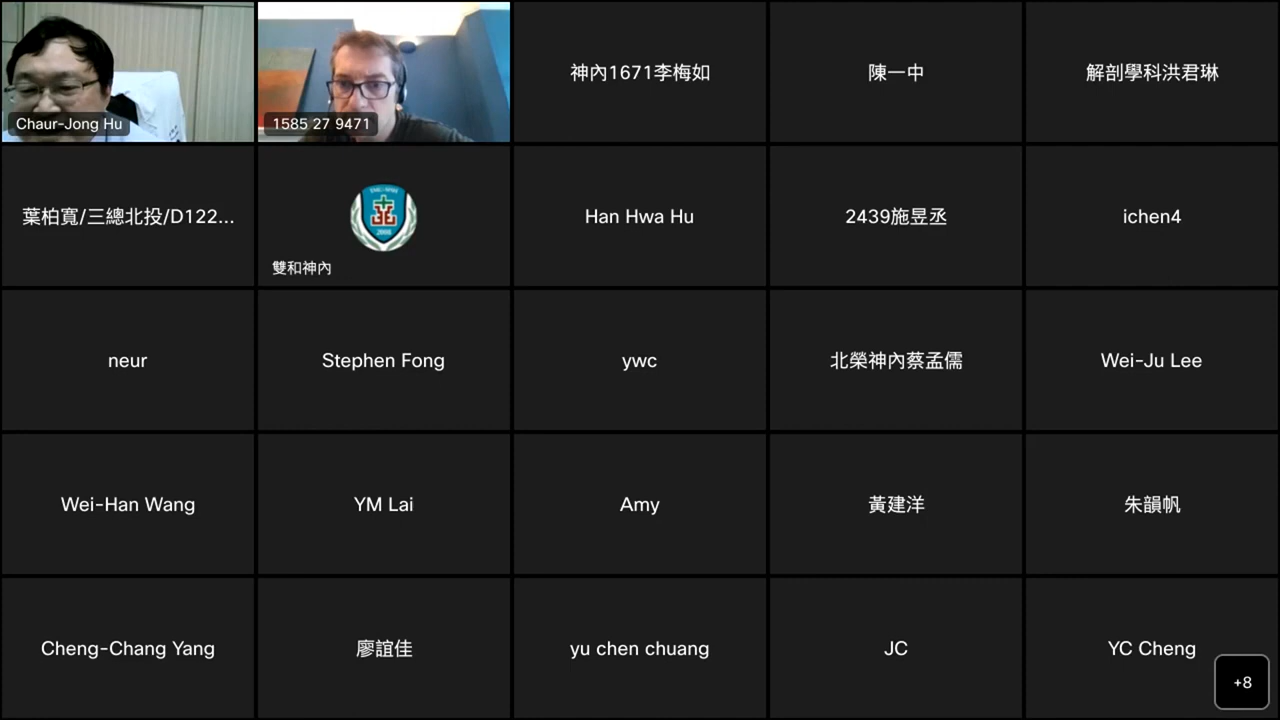 Chaur-Jong Hu
1585 27 9471
神內1671李梅如
陳一中
解剖學科洪君琳
葉柏寬/三總北投/D122...
2008
雙和神內
Han Hwa Hu
2439施昱丞
ichen4
neur
Stephen Fong
ywc
北榮神內蔡孟儒
Wei-Ju Lee
Wei-Han Wang
YM Lai
Amy
黃建洋
朱韻帆
Cheng-Chang Yang
廖誼佳
yu chen chuang
JC
YC Cheng
+8